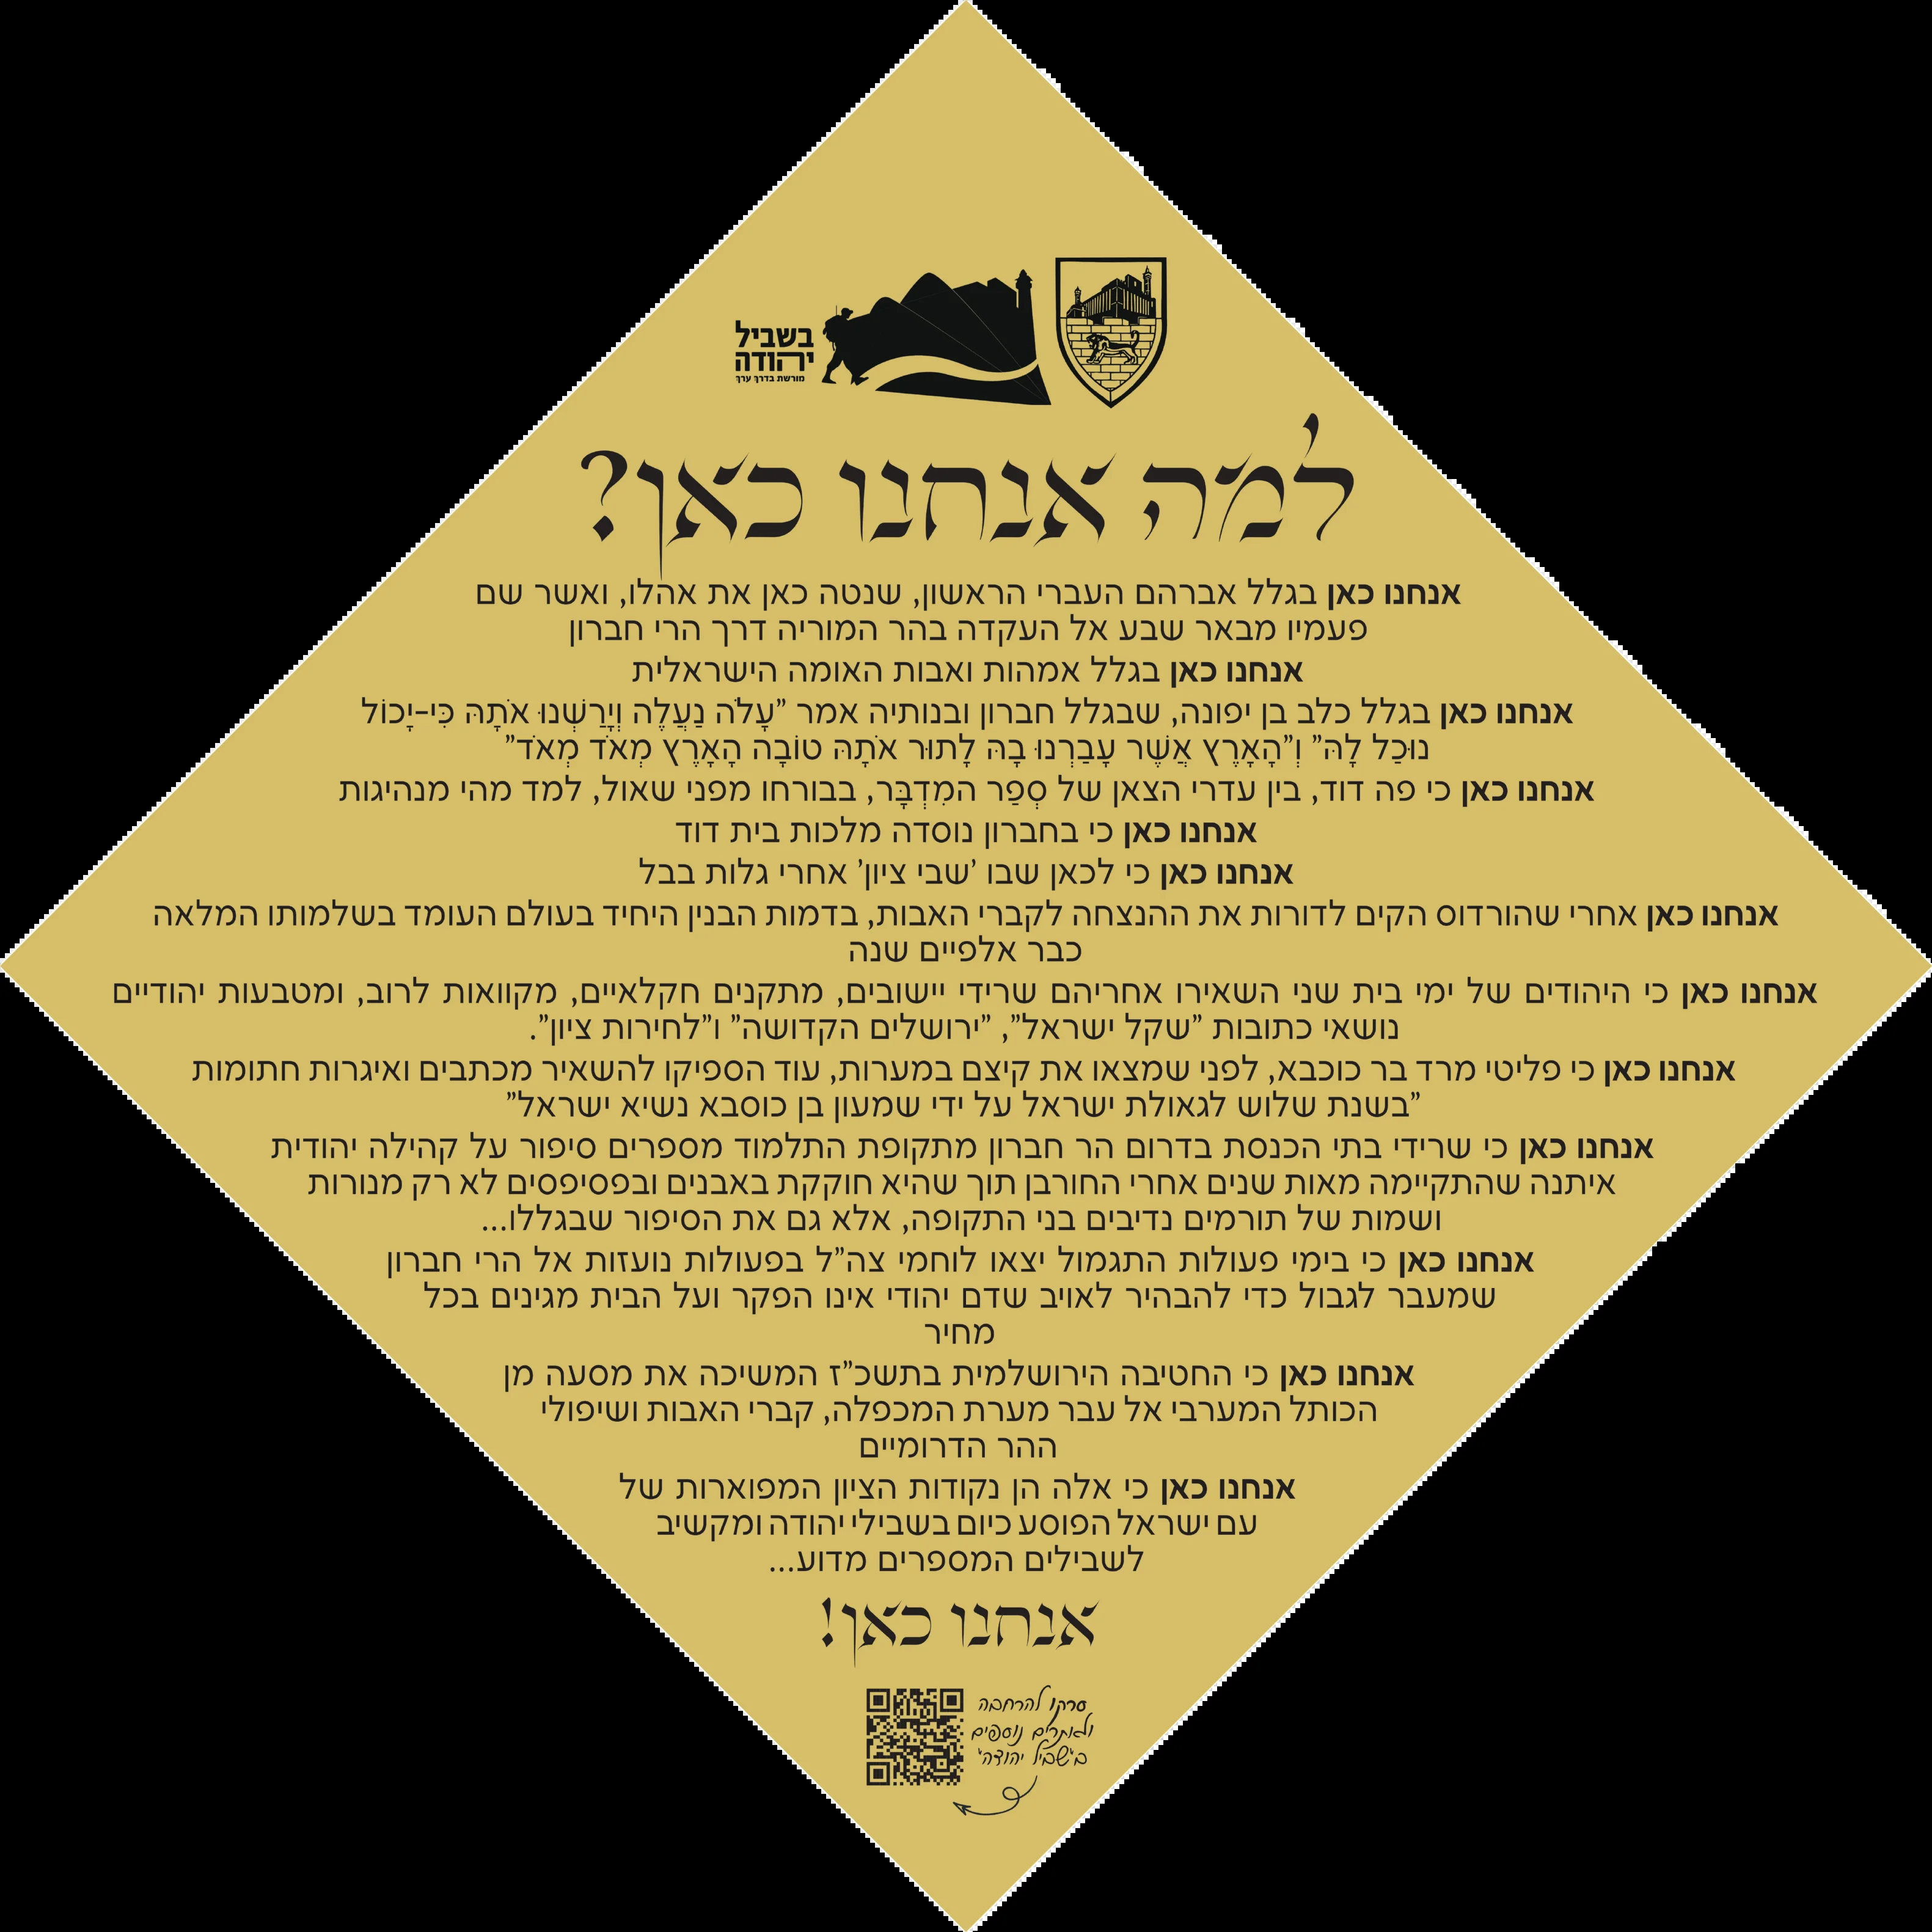 בשביל
יהודה
מורשת בדרך ערך
למה אנחנו כאן?
אנחנו כאן בגלל אברהם העברי הראשון, שנטה כאן את אהלו, ואשר שם
פעמיו מבאר שבע אל העקדה בהר המוריה דרך הרי חברון
אנחנו כאן בגלל אמהות ואבות האומה הישראלית
אנחנו כאן בגלל כלב בן יפונה, שבגלל חברון ובנותיה אמר "עָלֹה נַעֲלֶה וְיָרַשְׁנוּ אֹתָהּ כִּי-יָכוֹל
נוּכַל לָהּ" וְ"הָאָרֶץ אֲשֶׁר עָבַרְנוּ בָהּ לָתוּר אֹתָהּ טוֹבָה הָאָרֶץ מְאֹד מְאֹד"
אנחנו כאן כי פה דוד, בין עדרי הצאן של סְפַר המִדְבָּר, בבורחו מפני שאול, למד מהי מנהיגות
אנחנו כאן כי בחברון נוסדה מלכות בית דוד
אנחנו כאן כי לכאן שבו 'שבי ציון' אחרי גלות בבל
אנחנו כאן אחרי שהורדוס הקים לדורות את ההנצחה לקברי האבות, בדמות הבנין היחיד בעולם העומד בשלמותו המלאה
כבר אלפיים שנה
אנחנו כאן כי היהודים של ימי בית שני השאירו אחריהם שרידי יישובים, מתקנים חקלאיים, מקוואות לרוב, ומטבעות יהודיים
נושאי כתובות "שקל ישראל", "ירושלים הקדושה" ו"לחירות ציון".
אנחנו כאן כי פליטי מרד בר כוכבא, לפני שמצאו את קיצם במערות, עוד הספיקו להשאיר מכתבים ואיגרות חתומות
"בשנת שלוש לגאולת ישראל על ידי שמעון בן כוסבא נשיא ישראל"
אנחנו כאן כי שרידי בתי הכנסת בדרום הר חברון מתקופת התלמוד מספרים סיפור על קהילה יהודית
איתנה שהתקיימה מאות שנים אחרי החורבן תוך שהיא חוקקת באבנים ובפסיפסים לא רק מנורות
ושמות של תורמים נדיבים בני התקופה, אלא גם את הסיפור שבגללו...
אנחנו כאן כי בימי פעולות התגמול יצאו לוחמי צה"ל בפעולות נועזות אל הרי חברון
שמעבר לגבול כדי להבהיר לאויב שדם יהודי אינו הפקר ועל הבית מגינים בכל
מחיר
אנחנו כאן כי החטיבה הירושלמית בתשכ"ז המשיכה את מסעה מן
הכותל המערבי אל עבר מערת המכפלה, קברי האבות ושיפולי
ההר הדרומיים
אנחנו כאן כי אלה הן נקודות הציון המפוארות של
עם ישראל הפוסע כיום בשבילי יהודה ומקשיב
לשבילים המספרים מדוע...
אנחנו כאן!
סרקו להרחבה
ולאתרים נוספים
ב'שביל יהודה'